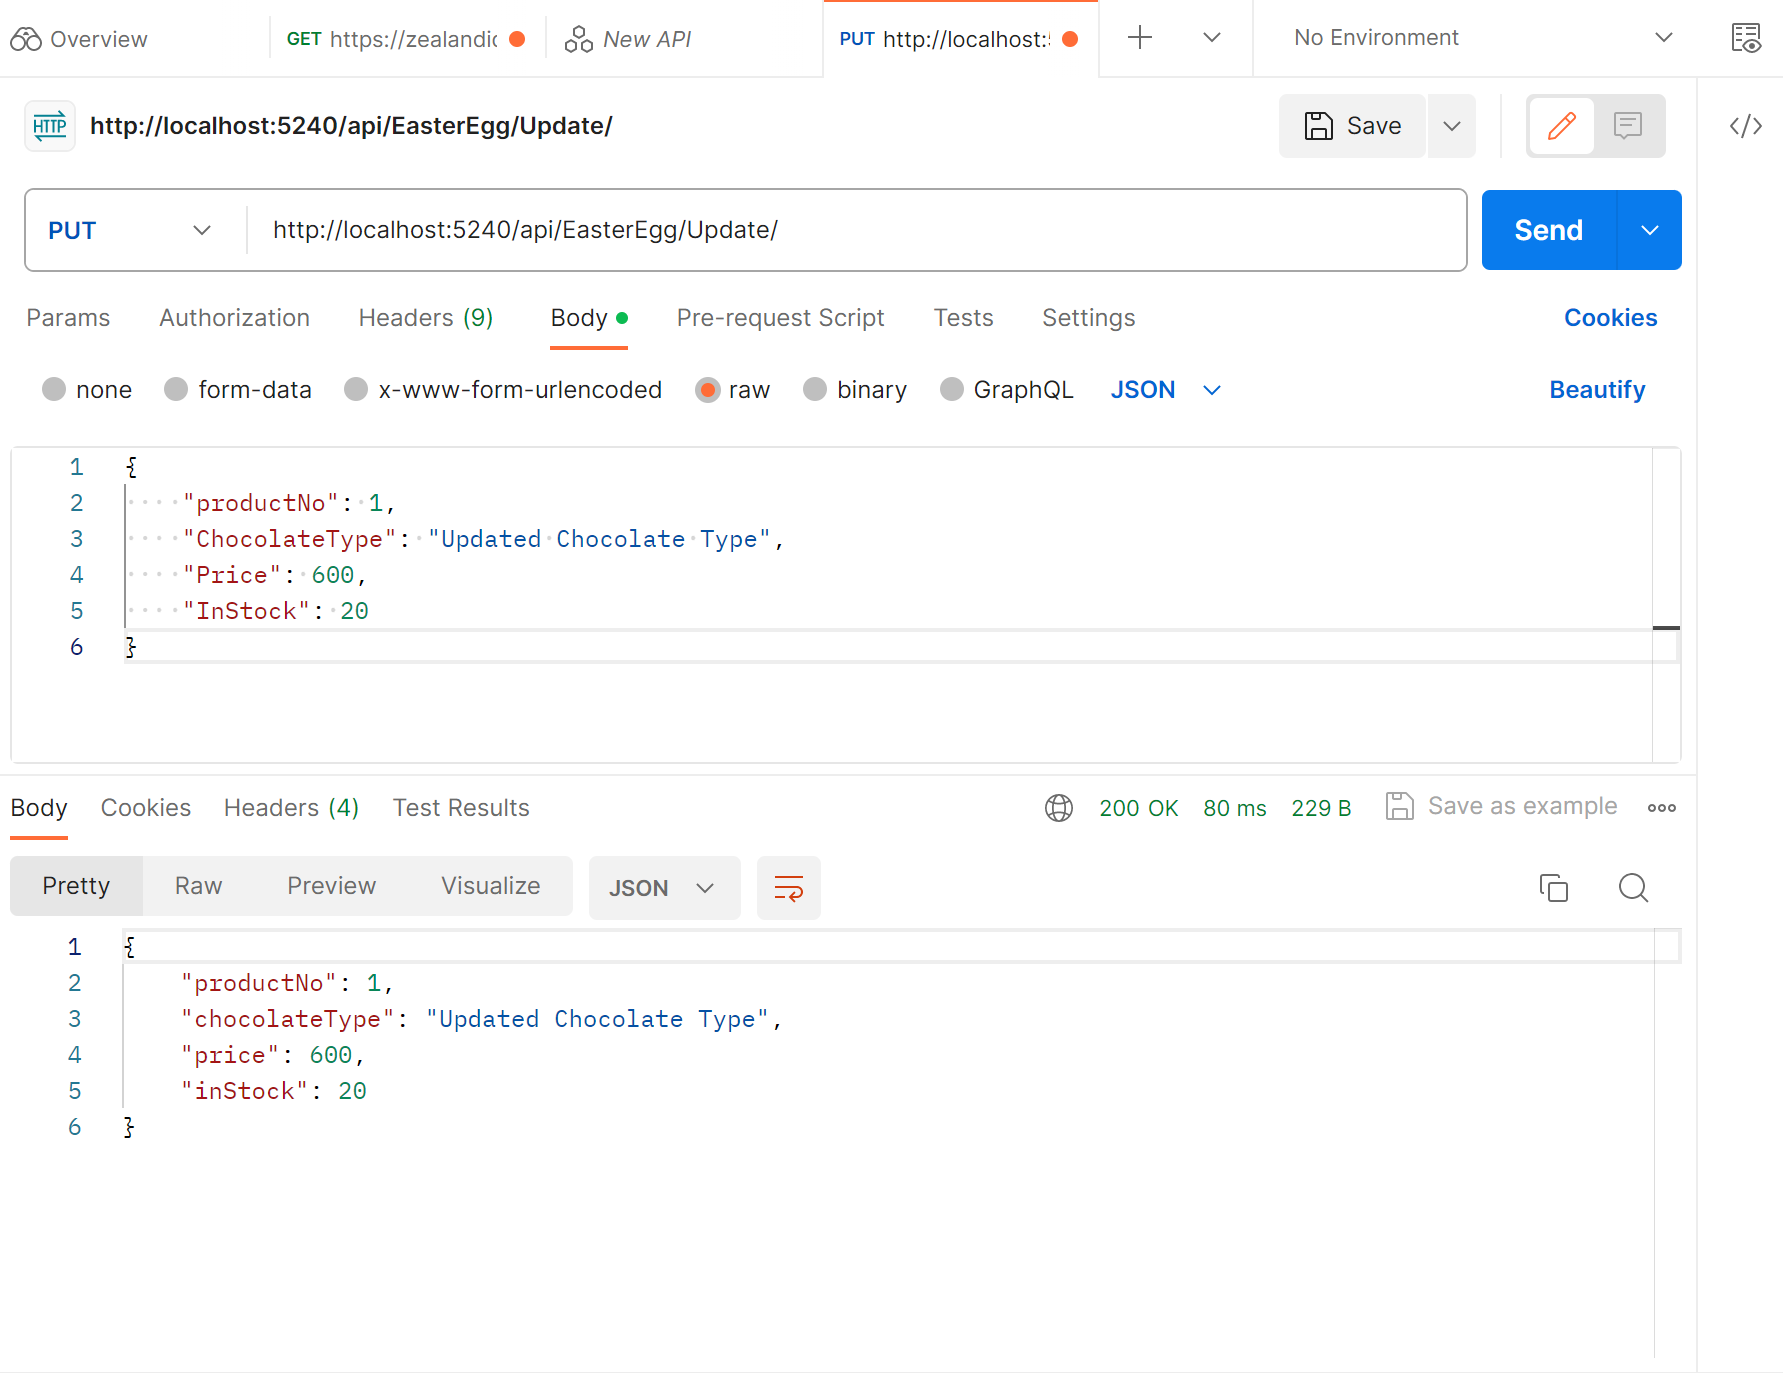 Overview
GET https://zealandic
New API
PUT http://localhost:5
No Environment
HTTP http://localhost:5240/api/EasterEgg/Update/
Save
PUT http://localhost:5240/api/EasterEgg/Update/
Send
Params Authorization Headers (9) Body Pre-request Script Tests Settings Cookies
none form-data x-www-form-urlencoded raw binary GraphQL JSON Beautify
1 {
2 "productNo": 1,
3 "ChocolateType": "Updated Chocolate Type",
4 "Price": 600,
5 "InStock": 20
6 }
Body Cookies Headers (4) Test Results 200 OK 80 ms 229 B Save as example
Pretty Raw Preview Visualize JSON
1 {
2 "productNo": 1,
3 "chocolateType": "Updated Chocolate Type",
4 "price": 600,
5 "inStock": 20
6 }